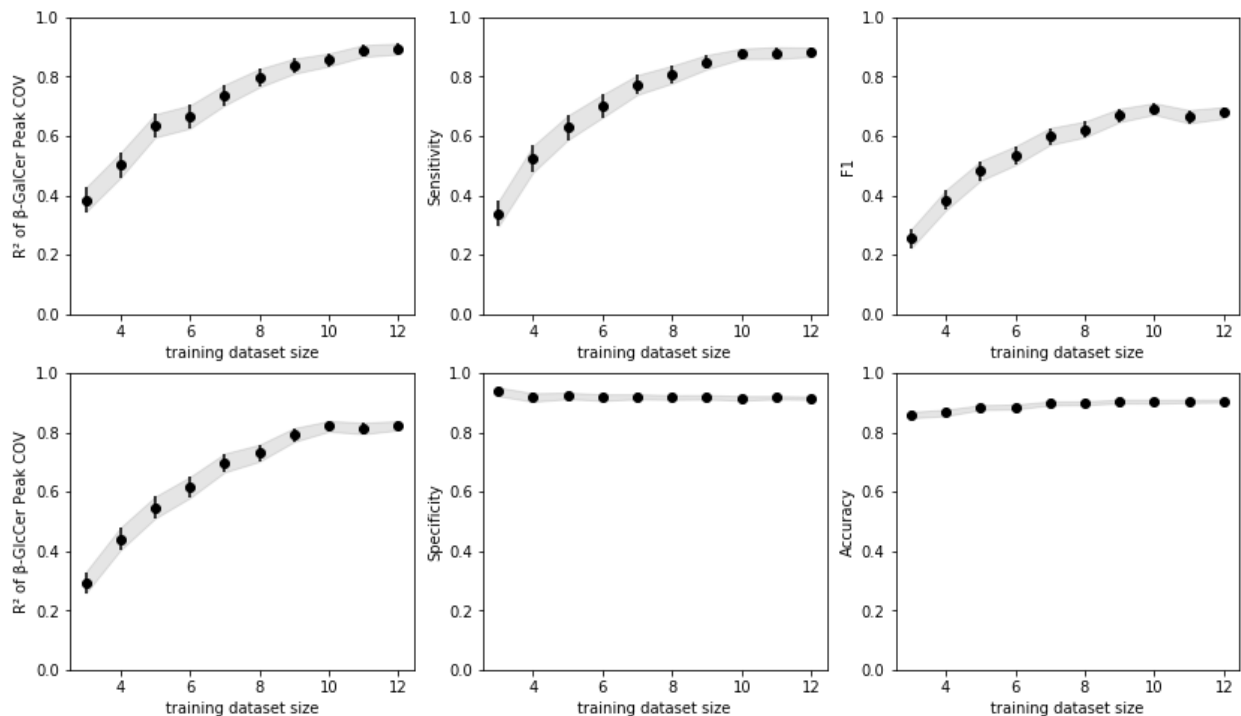 R² of β-GalCer Peak COV
1.0
0.8
0.6
0.4
0.2
0.0
4 6 8 10 12
training dataset size
Sensitivity
1.0
0.8
0.6
0.4
0.2
0.0
4 6 8 10 12
training dataset size
F1
1.0
0.8
0.6
0.4
0.2
0.0
4 6 8 10 12
training dataset size
R² of β-GlcCer Peak COV
1.0
0.8
0.6
0.4
0.2
0.0
4 6 8 10 12
training dataset size
Specificity
1.0
0.8
0.6
0.4
0.2
0.0
4 6 8 10 12
training dataset size
Accuracy
1.0
0.8
0.6
0.4
0.2
0.0
4 6 8 10 12
training dataset size